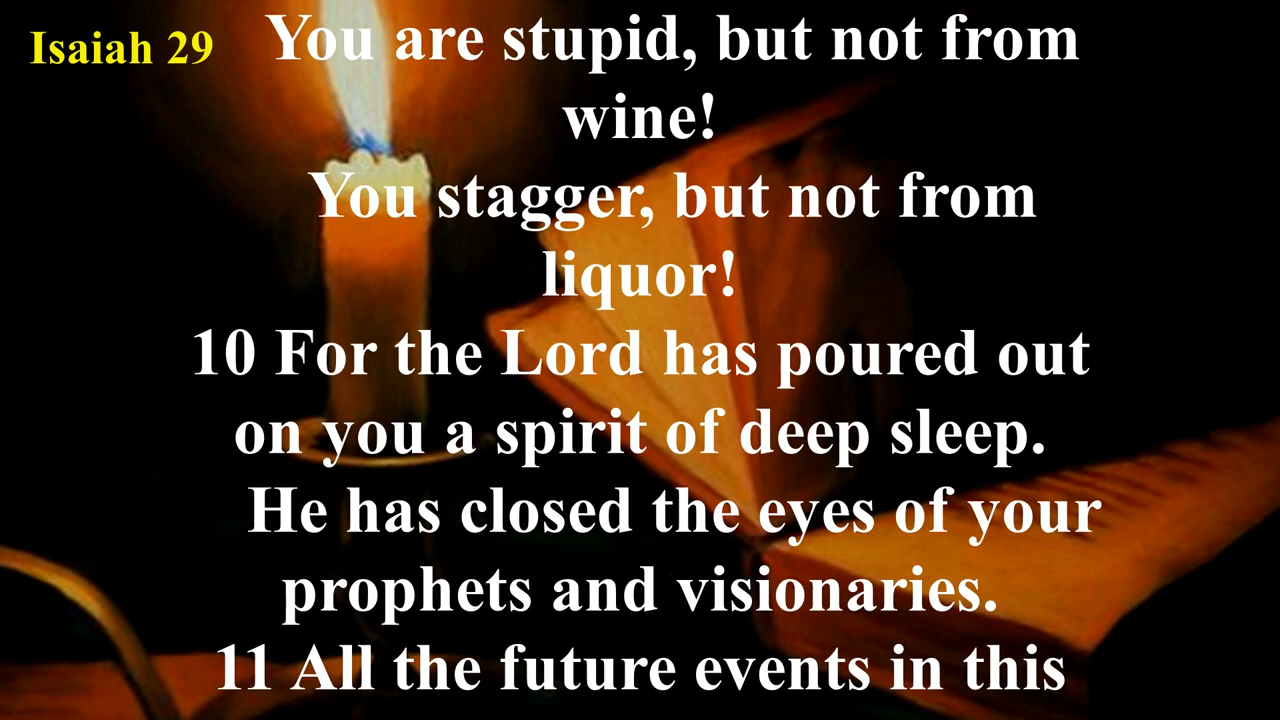 Isaiah 29
You are stupid, but not from
wine!
You stagger, but not from
liquor!
10 For the Lord has poured out
on you a spirit of deep sleep.
He has closed the eyes of your
prophets and visionaries.
11 All the future events in this